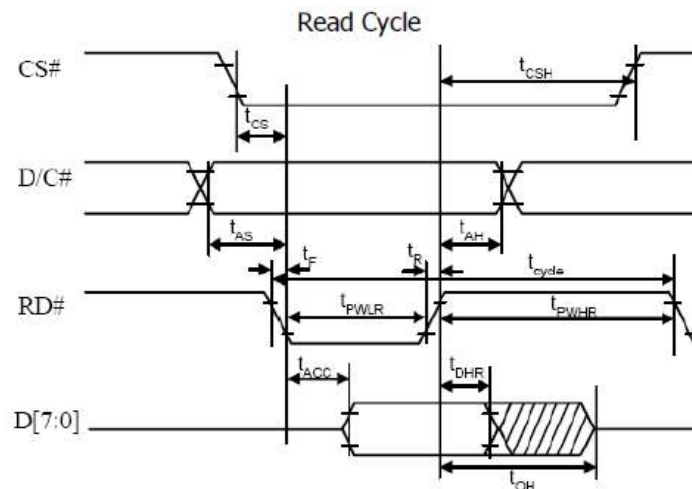 Read Cycle
CS#
tCSH
tCS
D/C#
tAS
tAH
tF
tR
tcycle
RD#
tPWLR
tPWHR
tACC
tDHR
D[7:0]
tOH